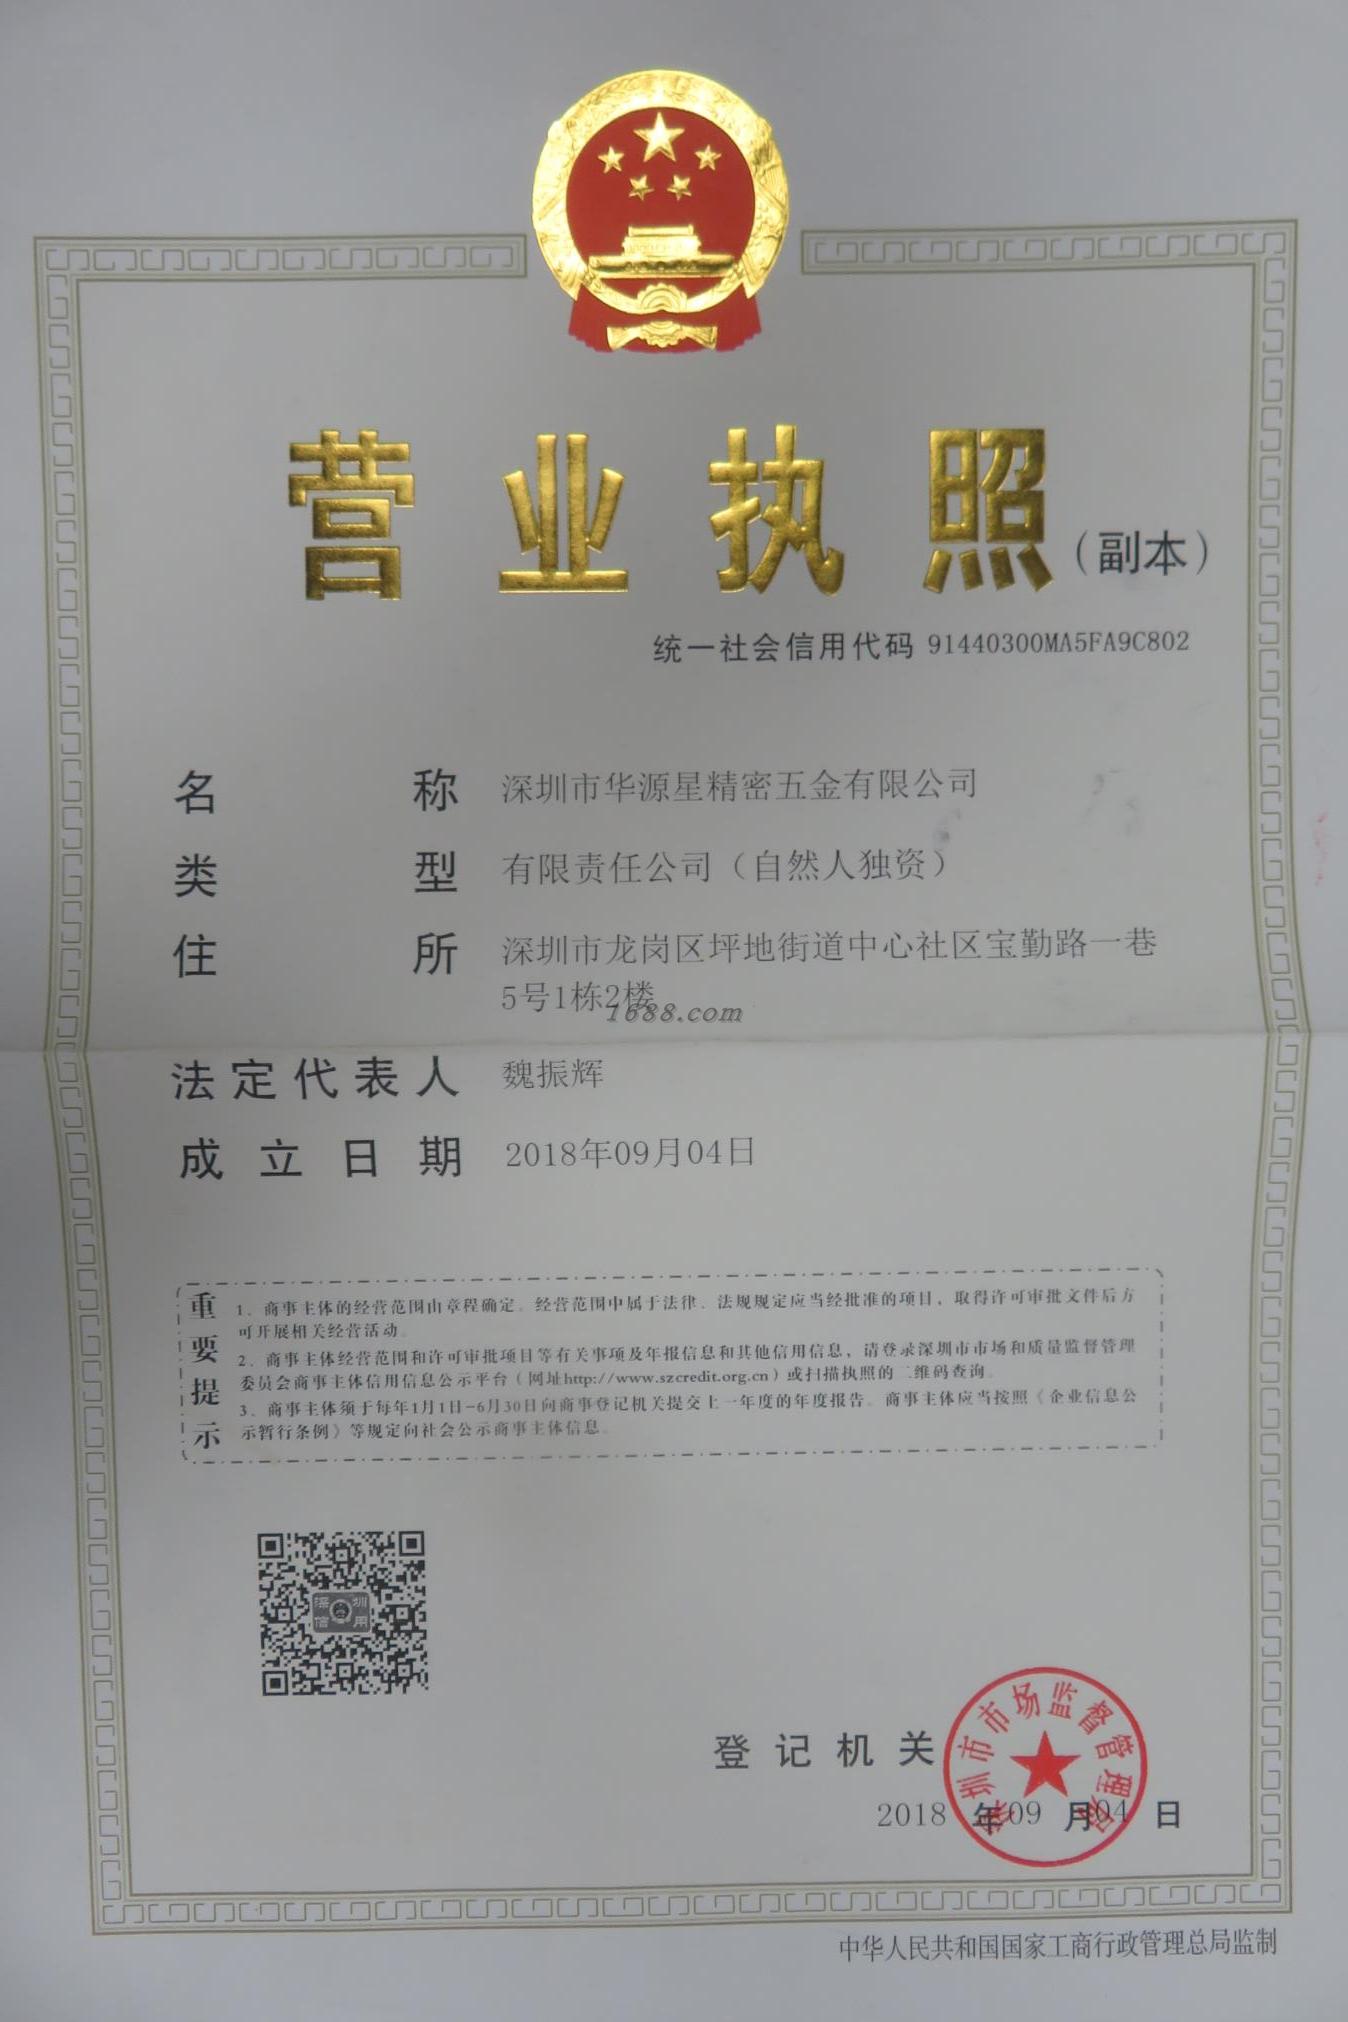 营业执照（副本）
统一社会信用代码 91440300MA5FA9C802
名称 深圳市华源星精密五金有限公司
类型 有限责任公司（自然人独资）
住所 深圳市龙岗区坪地街道中心社区宝勤路一巷
5号1栋2楼
1688.com
法定代表人 魏振辉
成立日期 2018年09月04日
重要提示
1、商事主体的经营范围由章程确定。经营范围中属于法律、法规规定应当经批准的项目，取得许可审批文件后方
可开展相关经营活动。
2、商事主体经营范围和许可审批项目等有关事项及年报信息和其他信用信息，请登录深圳市市场和质量监督管理
委员会商事主体信用信息公示平台（网址http://www.szcredit.org.cn）或扫描执照的二维码查询。
3、商事主体须于每年1月1日-6月30日向商事登记机关提交上一年度的年度报告。商事主体应当按照《企业信息公
示暂行条例》等规定向社会公示商事主体信息。
深圳
信用
登记机关
深圳市市场监督管理局
2018 年09 月04 日
中华人民共和国国家工商行政管理总局监制